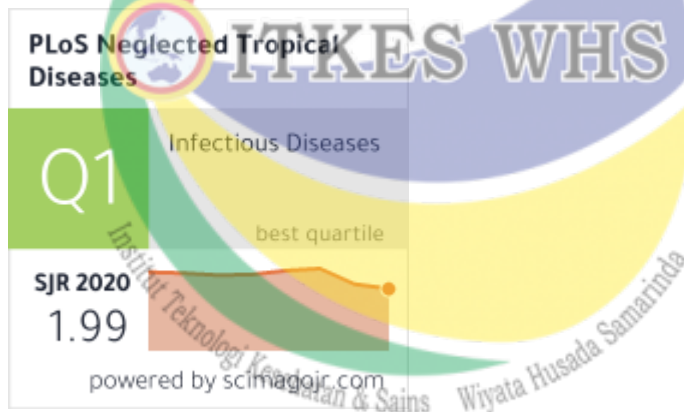 PLoS Neglected Tropical
Diseases
ITKES WHS
Q1
Infectious Diseases
best quartile
SJR 2020
1.99
powered by scimagojr.com
Institut Teknologi Kesehatan & Sains Wiyata Husada Samarinda